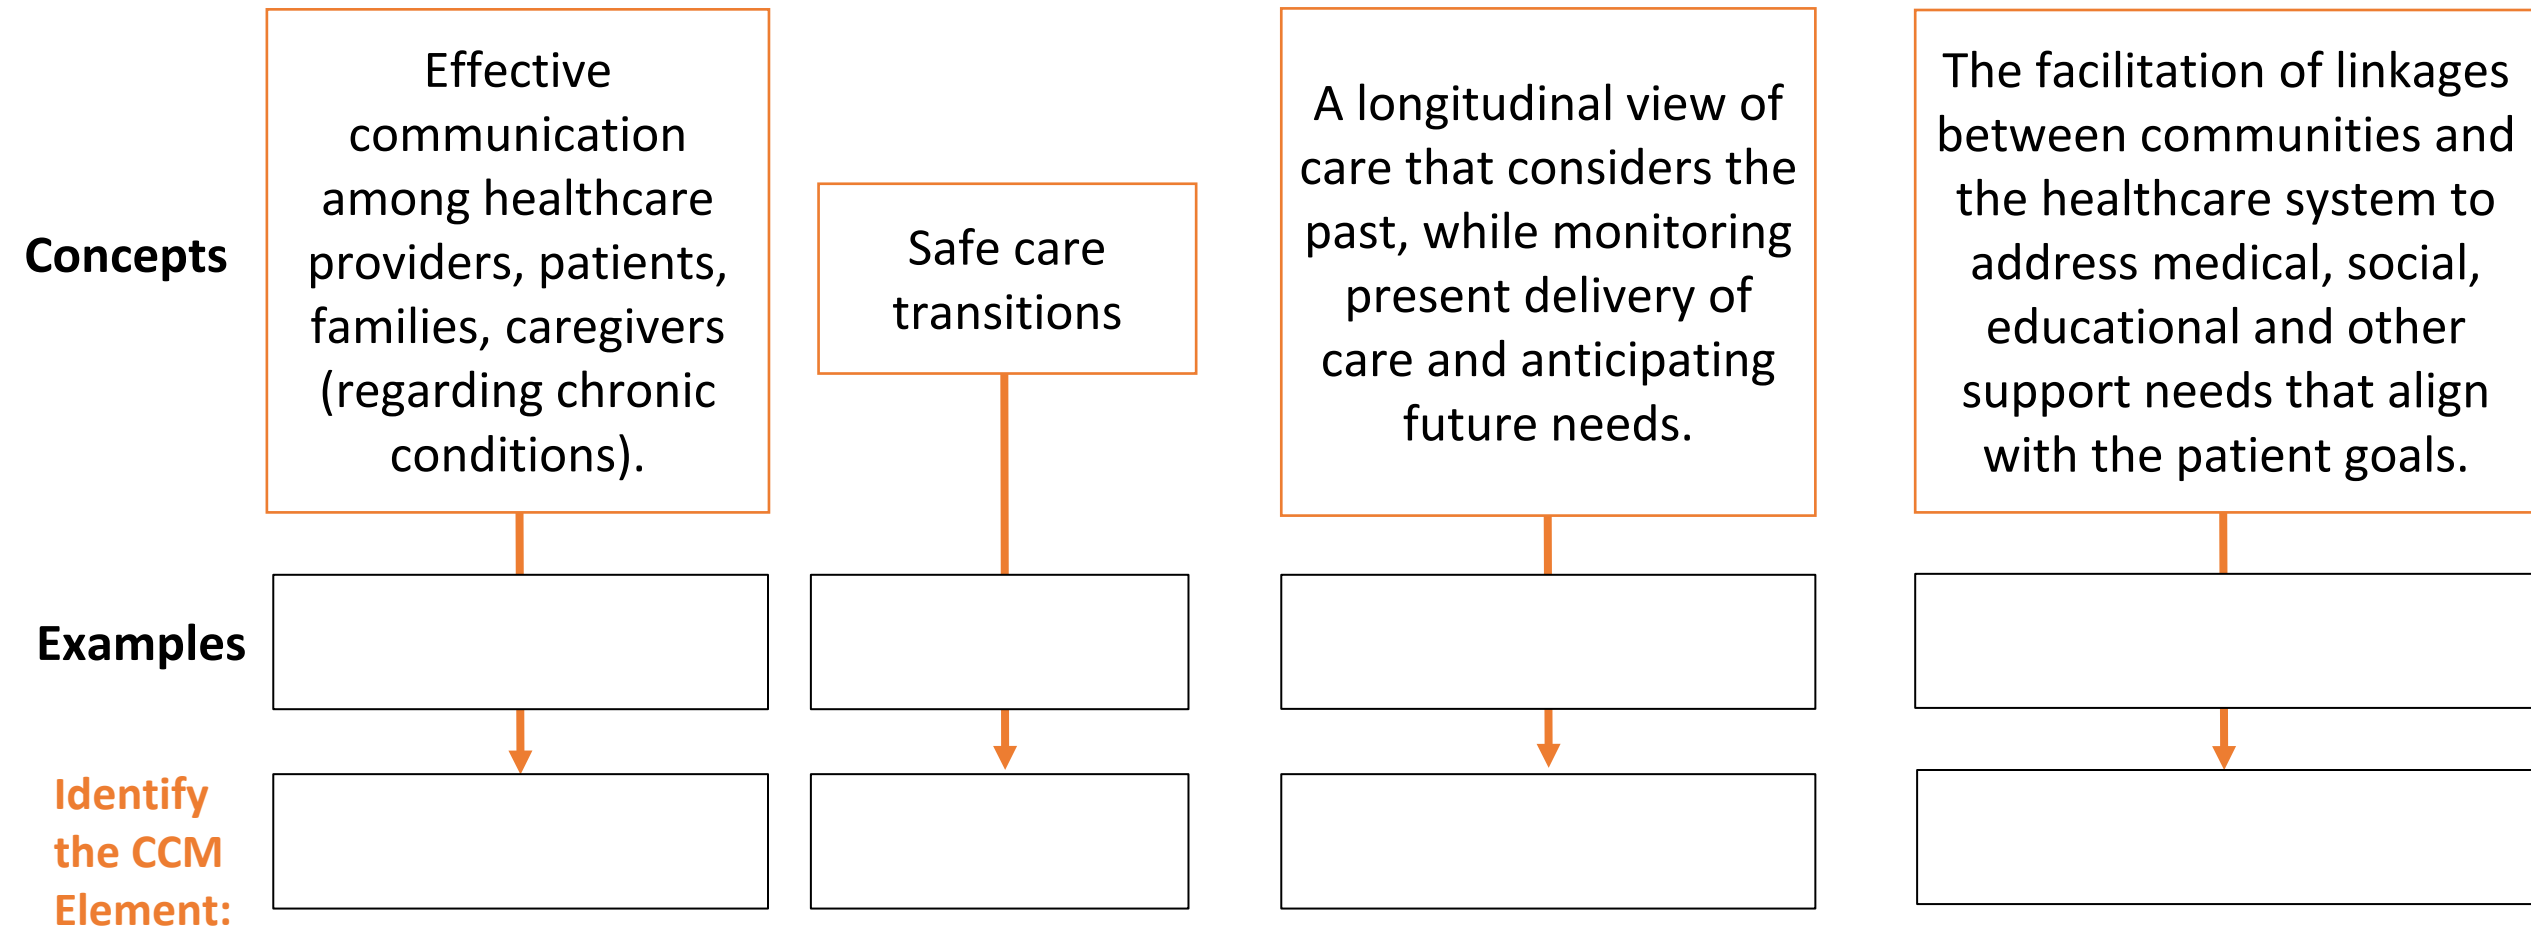 Concepts
Effective
communication
among healthcare
providers, patients,
families, caregivers
(regarding chronic
conditions).
Safe care
transitions
A longitudinal view of
care that considers the
past, while monitoring
present delivery of
care and anticipating
future needs.
The facilitation of linkages
between communities and
the healthcare system to
address medical, social,
educational and other
support needs that align
with the patient goals.
Examples
Identify
the CCM
Element: